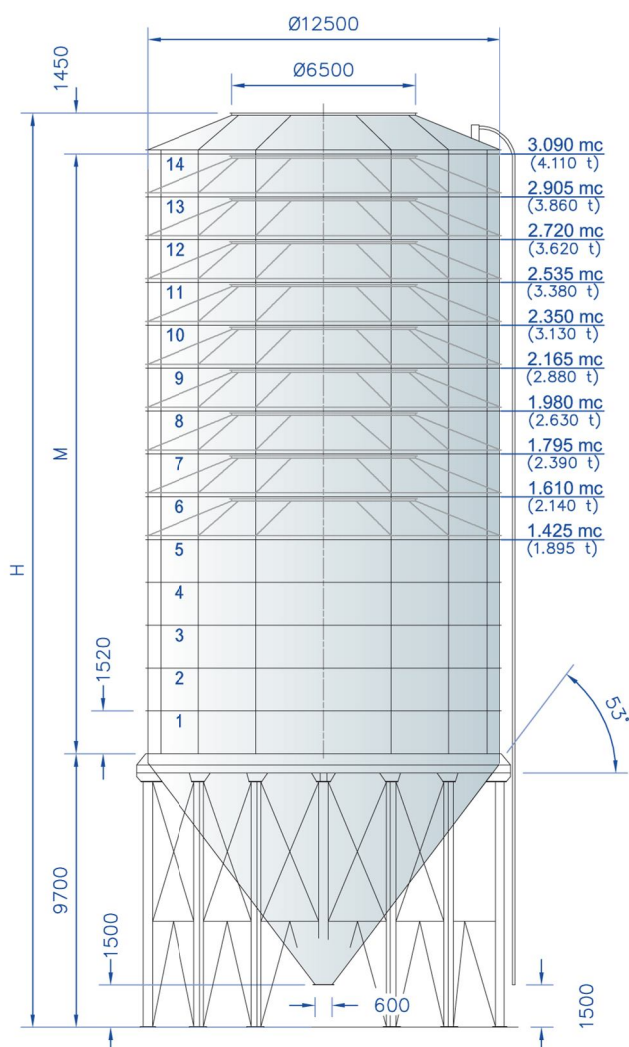 Ø12500
1450
Ø6500
3.090 mc
14
(4.110 t)
2.905 mc
13
(3.860 t)
2.720 mc
12
(3.620 t)
2.535 mc
11
(3.380 t)
2.350 mc
10
(3.130 t)
2.165 mc
9
(2.880 t)
1.980 mc
8
(2.630 t)
1.795 mc
M
7
(2.390 t)
1.610 mc
6
(2.140 t)
1.425 mc
5
(1.895 t)
H
4
3
1520
2
1
53°
9700
1500
600
1500